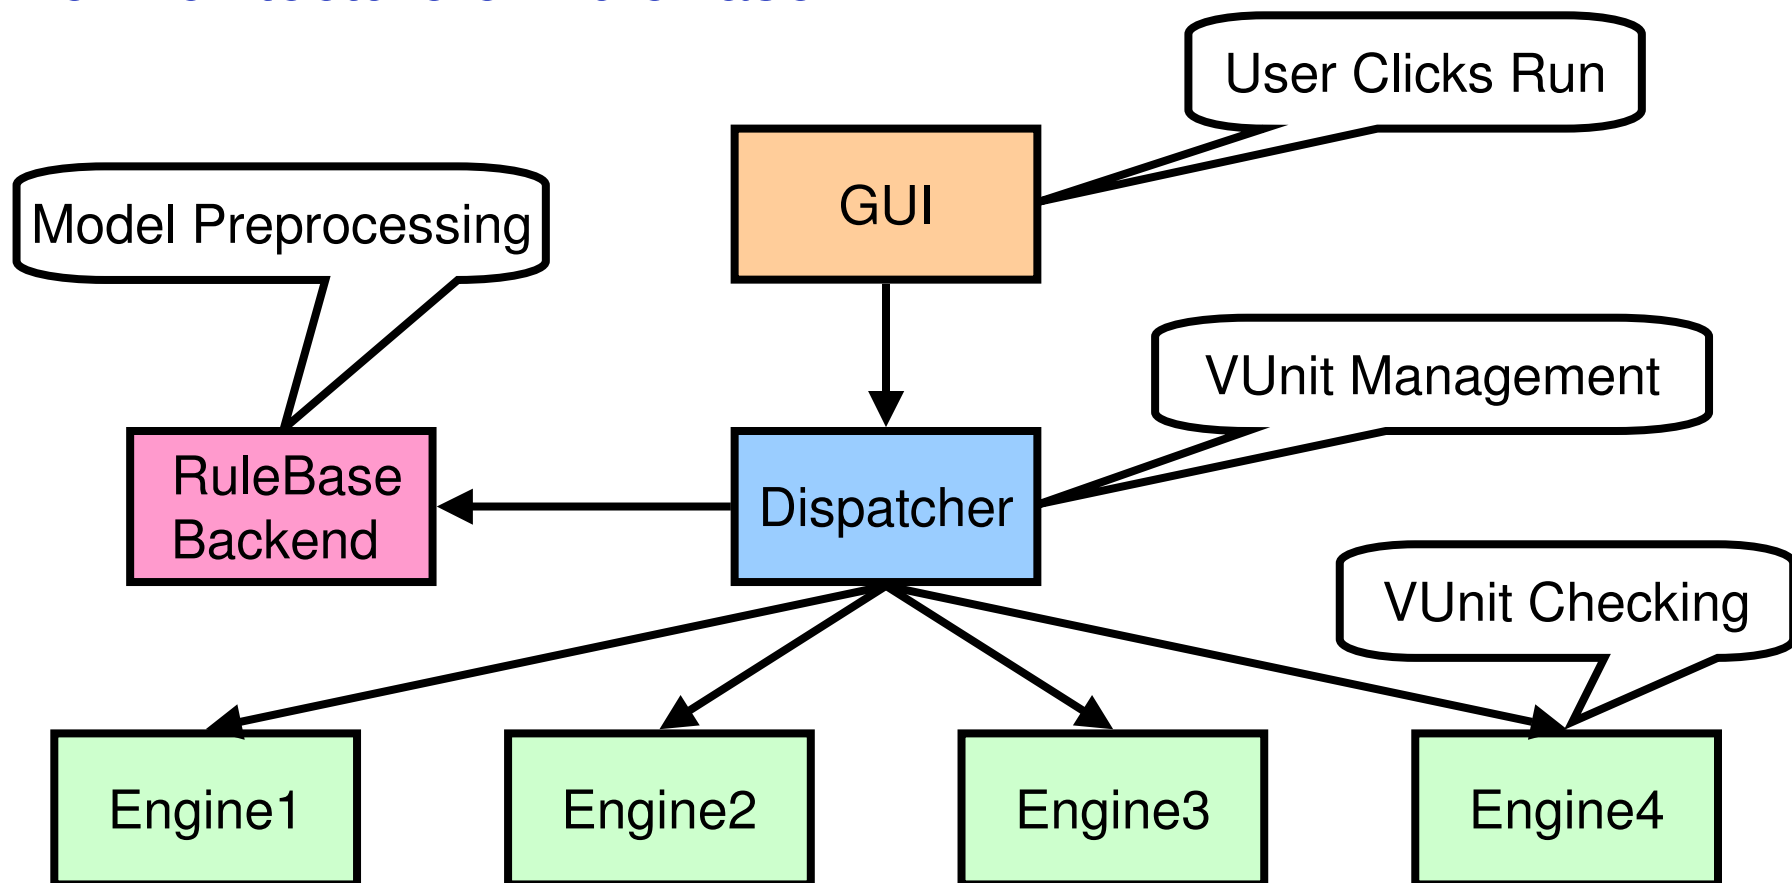 User Clicks Run
GUI
Model Preprocessing
VUnit Management
RuleBase
Backend
Dispatcher
VUnit Checking
Engine1
Engine2
Engine3
Engine4